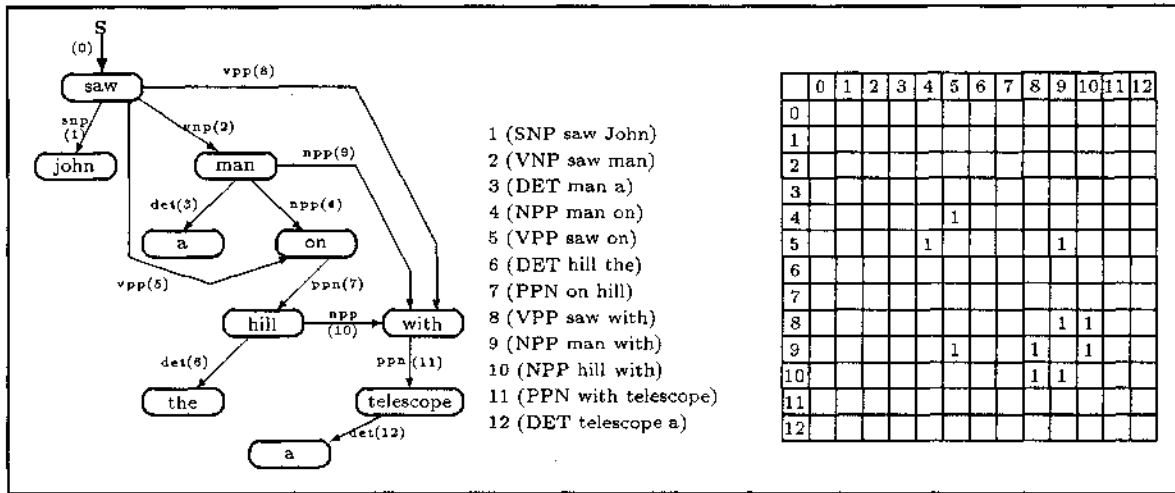 S
(0)
saw
vpp(8)
snp
(1)
vnp(2)
john
man
npp(9)
det(3)
npp(4)
a
on
vpp(5)
ppn(7)
hill
npp
(10)
with
det(6)
ppn (11)
the
telescope
det(12)
a
1 (SNP saw John)
2 (VNP saw man)
3 (DET man a)
4 (NPP man on)
5 (VPP saw on)
6 (DET hill the)
7 (PPN on hill)
8 (VPP saw with)
9 (NPP man with)
10 (NPP hill with)
11 (PPN with telescope)
12 (DET telescope a)
0 1 2 3 4 5 6 7 8 9 10 11 12
0
1
2
3
4 1
5 1 1
6
7
8 1 1
9 1 1 1
10 1 1
11
12